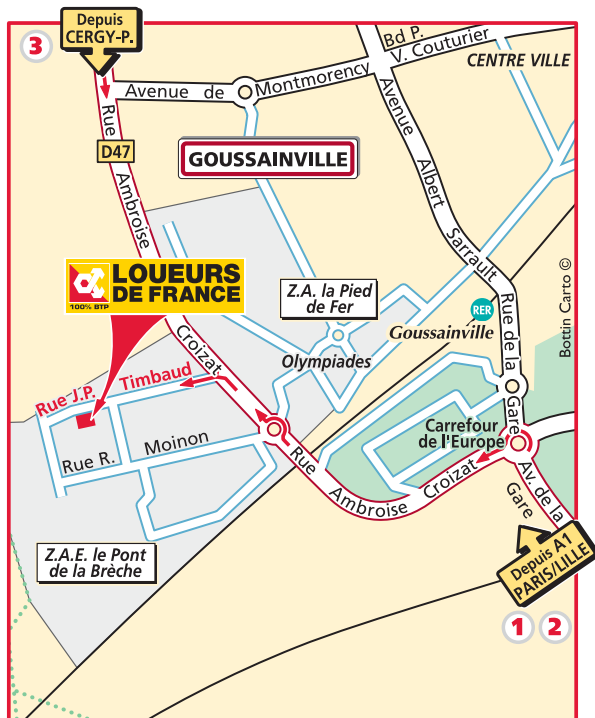 Depuis
CERGY-P.
3
Bd P.
V. Couturier
CENTRE VILLE
Avenue de Montmorency
Rue Ambroise Croizat
D47
GOUSSAINVILLE
Avenue Albert Sarrault
LOUEURS
DE FRANCE
100% BTP
Z.A. la Pied
de Fer
RER
Goussainville
Rue de la Gare
Bottin Carto ©
Olympiades
Rue J.P. Timbaud
Rue R. Moinon
Carrefour
de l'Europe
Rue Ambroise Croizat
Av. de la
Gare
Z.A.E. le Pont
de la Brèche
Depuis A1
PARIS/LILLE
1 2